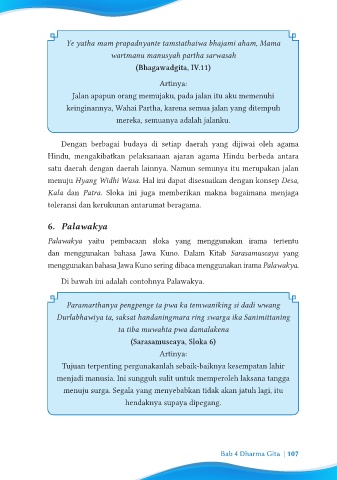 Ye yatha mam prapadnyante tamstathaiwa bhajami aham, Mama
wartmanu manusyah partha sarwasah
(Bhagawadgita, IV.11)
Artinya:
Jalan apapun orang memujaku, pada jalan itu aku memenuhi
keinginannya, Wahai Partha, karena semua jalan yang ditempuh
mereka, semuanya adalah jalanku.
Dengan berbagai budaya di setiap daerah yang dijiwai oleh agama
Hindu, mengakibatkan pelaksanaan ajaran agama Hindu berbeda antara
satu daerah dengan daerah lainnya. Namun semunya itu merupakan jalan
menuju Hyang Widhi Wasa. Hal ini dapat disesuaikan dengan konsep Desa,
Kala dan Patra. Sloka ini juga memberikan makna bagaimana menjaga
toleransi dan kerukunan antarumat beragama.
6. Palawakya
Palawakya yaitu pembacaan sloka yang menggunakan irama tertentu
dan menggunakan bahasa Jawa Kuno. Dalam Kitab Sarasamuscaya yang
menggunakan bahasa Jawa Kuno sering dibaca menggunakan irama Palawakya.
Di bawah ini adalah contohnya Palawakya.
Paramarthanya pengpenge ta pwa ka temwaniking si dadi wwang
Durlabhawiya ta, saksat handaningmara ring swarga ika Sanimittaning
ta tiba muwahta pwa damalakena
(Sarasamuscaya, Sloka 6)
Artinya:
Tujuan terpenting pergunakanlah sebaik-baiknya kesempatan lahir
menjadi manusia. Ini sungguh sulit untuk memperoleh laksana tangga
menuju surga. Segala yang menyebabkan tidak akan jatuh lagi, itu
hendaknya supaya dipegang.
Bab 4 Dharma Gita | 107